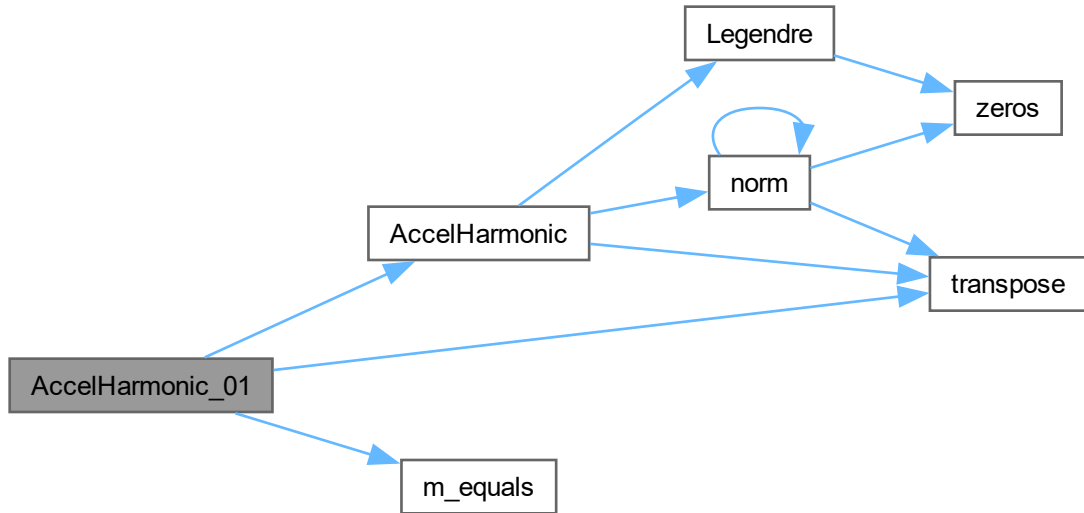 Legendre
zeros
norm
AccelHarmonic
transpose
AccelHarmonic_01
m_equals